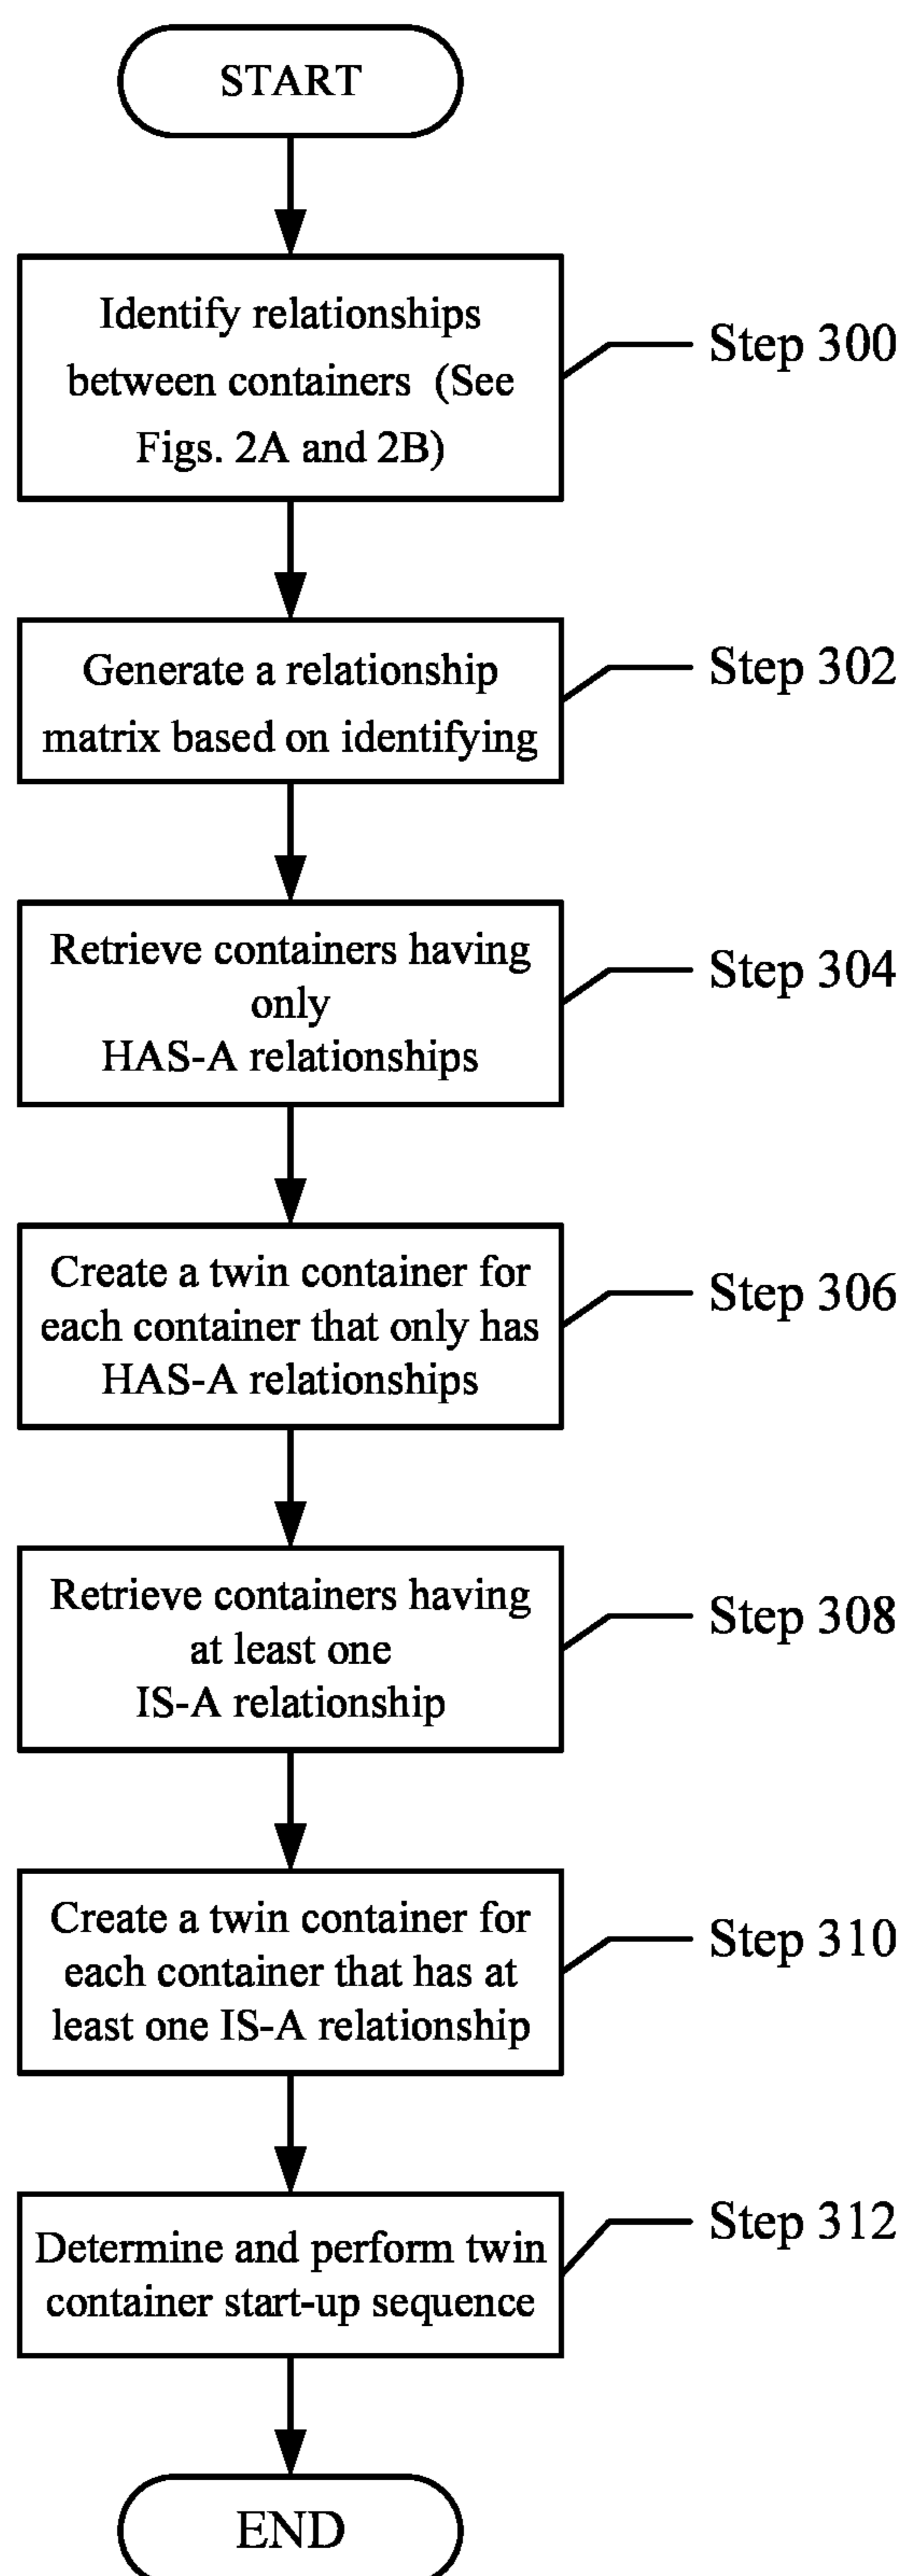 START
Identify relationships
between containers (See
Figs. 2A and 2B)
Step 300
Generate a relationship
matrix based on identifying
Step 302
Retrieve containers having
only
HAS-A relationships
Step 304
Create a twin container for
each container that only has
HAS-A relationships
Step 306
Retrieve containers having
at least one
IS-A relationship
Step 308
Create a twin container for
each container that has at
least one IS-A relationship
Step 310
Determine and perform twin
container start-up sequence
Step 312
END